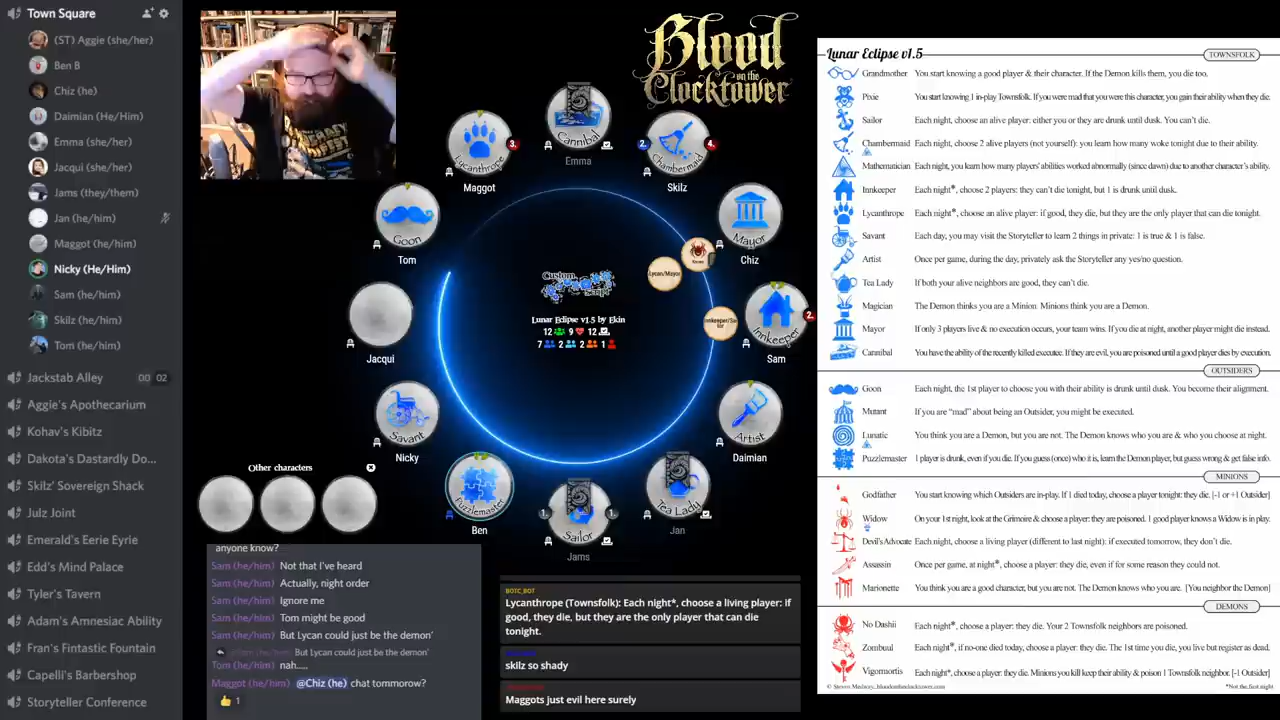 Town Square
(ST) Aggie (she/her)
Ben B
Chiz (he)
Daimian (He/Him)
Emma (she/her)
Jacqui (she/her)
Jams (they/them)
Jan (he/him)
Maggot (he/him)
Nicky (He/Him)
Sam (he/him)
Skilz (he/him)
Tom (he/him)
Jackstab Alley
00 02
Aggie's Apothecarium
Kohav's Kibitz
Dakota's Dastardly Do...
Skilz' Sovereign Shack
Julz Joint
Emerald's Eerie Eyrie
Edd's Mind Palace
Tyler's Tavern
Adam's Amnesiac Ability
Fran's Finastic Fountain
Capell's Barbershop
Storyteller Conference
Blood
on the
Clocktower
Cannibal
Emma
Lycanthrope
3.
Maggot
2.
Chambermaid
4.
Skilz
Goon
Tom
Mayor
Chiz
Lycan/Mayor
Jacqui
Innkeeper
2.
Sam
Custom
Script
Lunar Eclipse v1.5 by Ekin
12 9 12
7 2 2 1
Savant
Nicky
Artist
Daimian
Puzzlemaster
Ben
1
Sailor
1
Jams
Tea Lady
Jan
Other characters
anyone know?
Sam (he/him) Not that I've heard
Sam (he/him) Actually, night order
Sam (he/him) Ignore me
Sam (he/him) Tom might be good
Sam (he/him) But Lycan could just be the demon'
But Lycan could just be the demon'
Tom (he/him) nah.....
Maggot (he/him) @Chiz (he) chat tommorow?
1
BOTC_BOT
Lycanthrope (Townsfolk): Each night*, choose a living player: if
good, they die, but they are the only player that can die
tonight.
skilz so shady
Maggots just evil here surely
Lunar Eclipse v1.5
TOWNSFOLK
Grandmother You start knowing a good player & their character. If the Demon kills them, you die too.
Pixie You start knowing 1 in-play Townsfolk. If you were mad that you were this character, you gain their ability when they die.
Sailor Each night, choose an alive player: either you or they are drunk until dusk. You can't die.
Chambermaid Each night, choose 2 alive players (not yourself): you learn how many woke tonight due to their ability.
Mathematician Each night, you learn how many players' abilities worked abnormally (since dawn) due to another character's ability.
Innkeeper Each night*, choose 2 players: they can't die tonight, but 1 is drunk until dusk.
Lycanthrope Each night*, choose an alive player: if good, they die, but they are the only player that can die tonight.
Savant Each day, you may visit the Storyteller to learn 2 things in private: 1 is true & 1 is false.
Artist Once per game, during the day, privately ask the Storyteller any yes/no question.
Tea Lady If both your alive neighbors are good, they can't die.
Magician The Demon thinks you are a Minion. Minions think you are a Demon.
Mayor If only 3 players live & no execution occurs, your team wins. If you die at night, another player might die instead.
Cannibal You have the ability of the recently killed executee. If they are evil, you are poisoned until a good player dies by execution.
OUTSIDERS
Goon Each night, the 1st player to choose you with their ability is drunk until dusk. You become their alignment.
Mutant If you are "mad" about being an Outsider, you might be executed.
Lunatic You think you are a Demon, but you are not. The Demon knows who you are & who you choose at night.
Puzzlemaster 1 player is drunk, even if you die. If you guess (once) who it is, learn the Demon player, but guess wrong & get false info.
MINIONS
Godfather You start knowing which Outsiders are in-play. If 1 died today, choose a player tonight: they die. [-1 or +1 Outsider]
Widow On your 1st night, look at the Grimoire & choose a player: they are poisoned. 1 good player knows a Widow is in play.
Devil's Advocate Each night, choose a living player (different to last night): if executed tomorrow, they don't die.
Assassin Once per game, at night*, choose a player: they die, even if for some reason they could not.
Marionette You think you are a good character, but you are not. The Demon knows who you are. [You neighbor the Demon]
DEMONS
No Dashii Each night*, choose a player: they die. Your 2 Townsfolk neighbors are poisoned.
Zombuul Each night*, if no-one died today, choose a player: they die. The 1st time you die, you live but register as dead.
Vigormortis Each night*, choose a player: they die. Minions you kill keep their ability & poison 1 Townsfolk neighbor. [-1 Outsider]
© Steven Medway, bloodontheclocktower.com
*Not the first night